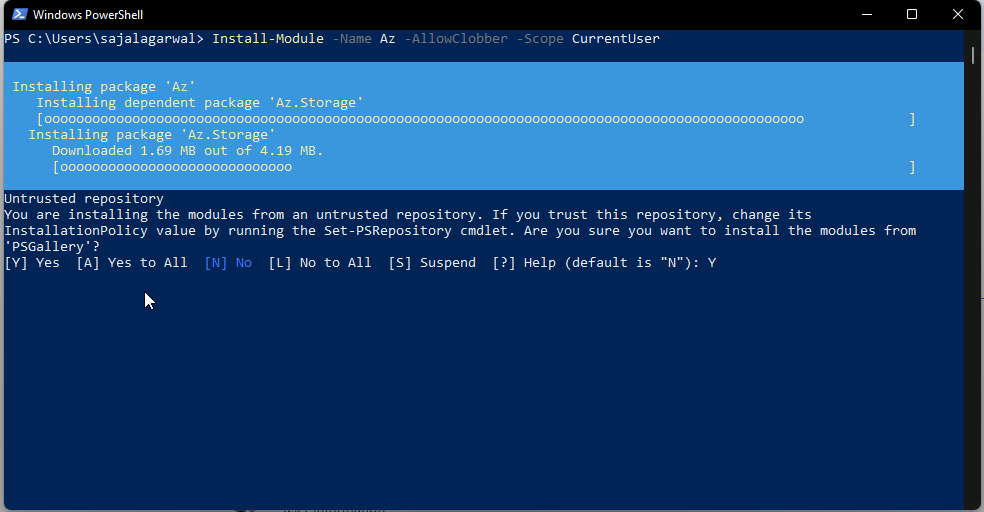 Windows PowerShell
PS C:\Users\sajalagarwal> Install-Module -Name Az -AllowClobber -Scope CurrentUser
Installing package 'Az'
Installing dependent package 'Az.Storage'
[ooooooooooooooooooooooooooooooooooooooooooooooooooooooooooooooooooooooooooooooooooooooooooooooo ]
Installing package 'Az.Storage'
Downloaded 1.69 MB out of 4.19 MB.
[ooooooooooooooooooooooooooooo ]
Untrusted repository
You are installing the modules from an untrusted repository. If you trust this repository, change its
InstallationPolicy value by running the Set-PSRepository cmdlet. Are you sure you want to install the modules from
'PSGallery'?
[Y] Yes  [A] Yes to All  [N] No  [L] No to All  [S] Suspend  [?] Help (default is "N"): Y